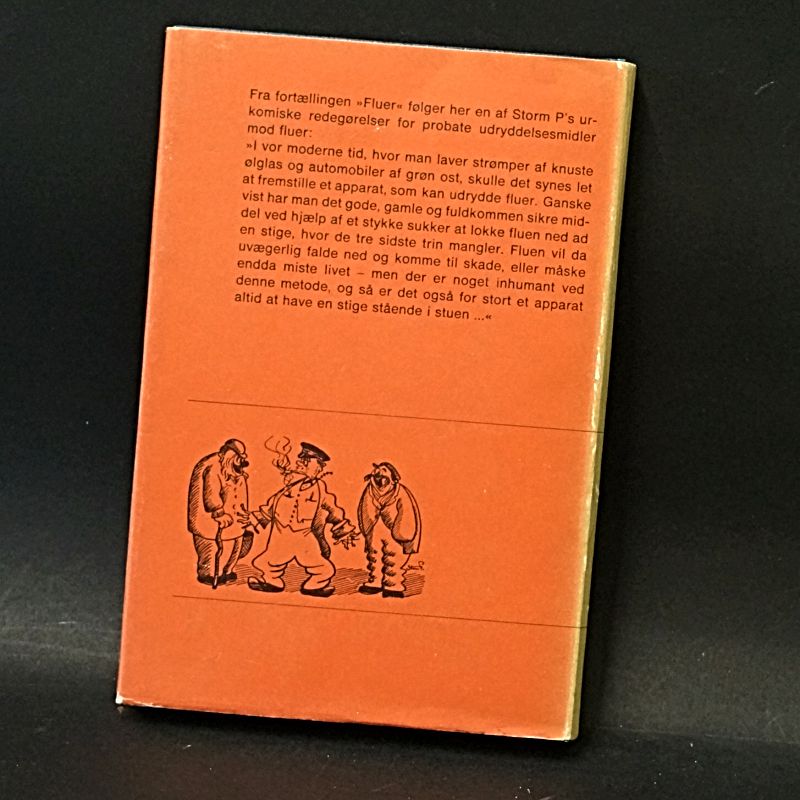 Fra fortællingen »Fluer« følger her en af Storm P's ur-
komiske redegørelser for probate udryddelsesmidler
mod fluer:
»I vor moderne tid, hvor man laver strømper af knuste
ølglas og automobiler af grøn ost, skulle det synes let
at fremstille et apparat, som kan udrydde fluer. Ganske
vist har man det gode, gamle og fuldkommen sikre mid-
del ved hjælp af et stykke sukker at lokke fluen ned ad
en stige, hvor de tre sidste trin mangler. Fluen vil da
uvægerlig falde ned og komme til skade, eller måske
endda miste livet – men der er noget inhumant ved
denne metode, og så er det også for stort et apparat
altid at have en stige stående i stuen ...«